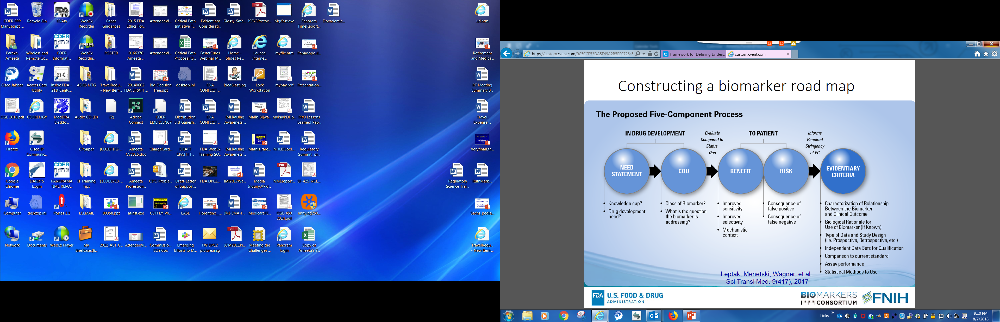 CDER PPP
Manuscript_...
Recycle Bin
FDAtv
WebEx
Recorder
Other
Guidances
2015 FDA
Ethics For...
AttendeeVi...
Critical Path
Initiative T...
Evidentiary
Considerati...
Glossy_Safe...
ISPY3Protoc...
MgrInst.exe
Panoram
TimeReport...
Docademic...
url.htm
Parekh,
Ameeta
Wireless and
Remote Co...
CDER
Informati...
WebEx
Recordin...
POSTER
0166370
Ameeta ...
AttendeeVi...
Critical Path
Proposal Q...
FasterCures
Webinar M...
Home -
Slides Re...
Launch
Interne...
myfile.htm
Papadopoul...
Retirement
and Medica...
Cisco Jabber
Access Card
Utility
Inside.FDA -
21st Centu...
ADRS MTG
TravelRequ...
- New Item...
20140602
FDA DRAFT ...
BM Decision
Tree.ppt
desktop.ini
FDA
CONFLICT ...
IdeaBlast.jpg
Lock
Workstation
mypay.pdf
Presentation...
RT Meeting
Summary 0...
OGE 2016.pdf
CDEREMGY
MedDRA
Deskto...
Audio CD (D)
(2)
Adobe
Connect
CDER
EMERGENCY
Distribution
List Ganesh...
FDA
CONFLICT ...
IMI.Raising
Awareness ...
Malik_Bijwa...
myPayPDF.p...
PRO Lessons
Learned Pap...
Travel
Expense ...
Firefox
Cisco IP
Communic...
CPpaper
(0D1BF1F2-...
Ameeta
CV2015.doc
ChargeCard...
DRAFT
CPATH T...
FDA WebEx
Training SO...
IMI.Raising
Awareness ...
Mathis_rare...
NHLBIJoel....
Regulatory
Summit_ pr...
VeryfinalEth...
Google
Chrome
DARRTS
Login
PANORAMA
TIME REPO...
IT Training
Tips
(1EDEB7E3-...
Ameeta
Profession...
CIPC-Proble...
Draft-Letter
of Support...
FDA.DPE2....
IMI2017We...
Media
Inquiry.AP.d...
NMEreport...
SF-425-NCE...
Regulatory
Science Trai...
RuthMark....
Computer
desktop.ini
Portes 1.1
LCLMAIL
00358.ppt
atinst.exe
COFFEY_V0...
EASE
Fiorentino__...
IMI-EMA-F...
MedicareFE...
OGE-450
2014.pdf
unifying250...
Sachs_pedia...
Network
Documents
WebEx Player
My
Briefcase.(8...
2012_AET_C...
AttendeeVi...
Commissio...
EOY.doc
Emerging
Efforts to M...
FW DPE2
picture.msg
IOM2011Pr...
Meeting the
Challenges ...
Panoram
login
Copy of
Ameeta's 2...
TravelRequ...
- New Item....
17 10
https://custom.cvent.com/9C5CCE53DA5E49A2B5EE072645
Framework for Defining Eviden...
custom.cvent.com
Constructing a biomarker road map
The Proposed Five-Component Process
IN DRUG DEVELOPMENT
Evaluate
Compared to
Status
Quo
TO PATIENT
Informs
Required
Stringency
of EC
NEED
STATEMENT
COU
BENEFIT
RISK
EVIDENTIARY
CRITERIA
• Knowledge gap?
• Drug development
need?
• Class of Biomarker?
• What is the question
the biomarker is
addressing?
• Improved
sensitivity
• Improved
selectivity
• Mechanistic
context
• Consequence of
false positive
• Consequence of
false negative
• Characterization of Relationship
Between the Biomarker
and Clinical Outcome
• Biological Rationale for
Use of Biomarker (If Known)
• Type of Data and Study Design
(i.e. Prospective, Retrospective, etc.)
• Independent Data Sets for Qualification
• Comparison to current standard
• Assay performance
• Statistical Methods to Use
Leptak, Menetski, Wagner, et al.
Sci Transl Med. 9(417), 2017
FDA U.S. FOOD & DRUG
ADMINISTRATION
BIOMARKERS
CONSORTIUM
FNIH
Links
9:10 PM
8/7/2018